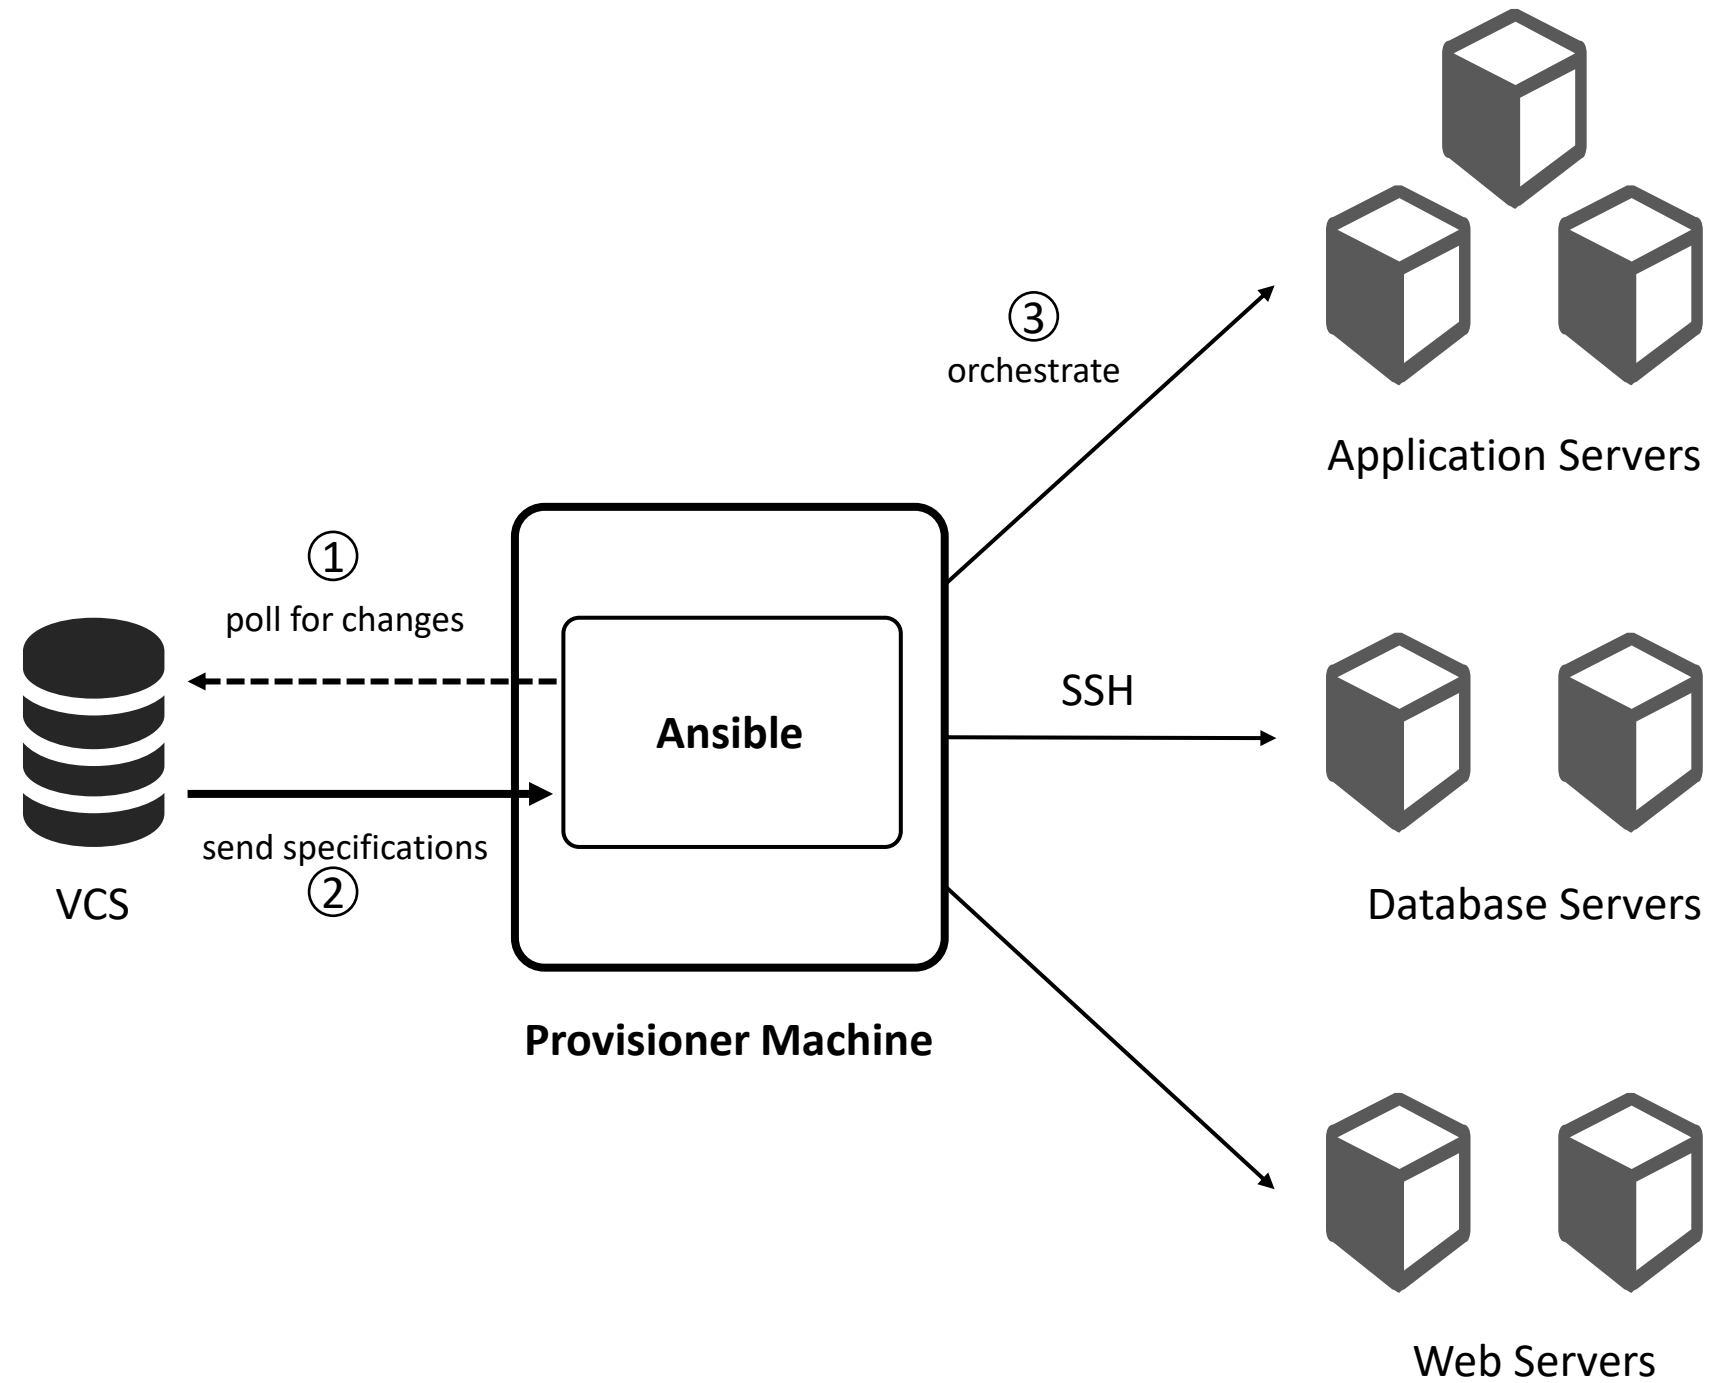 ③
orchestrate
Application Servers
①
poll for changes
SSH
Ansible
send specifications
②
VCS
Database Servers
Provisioner Machine
Web Servers